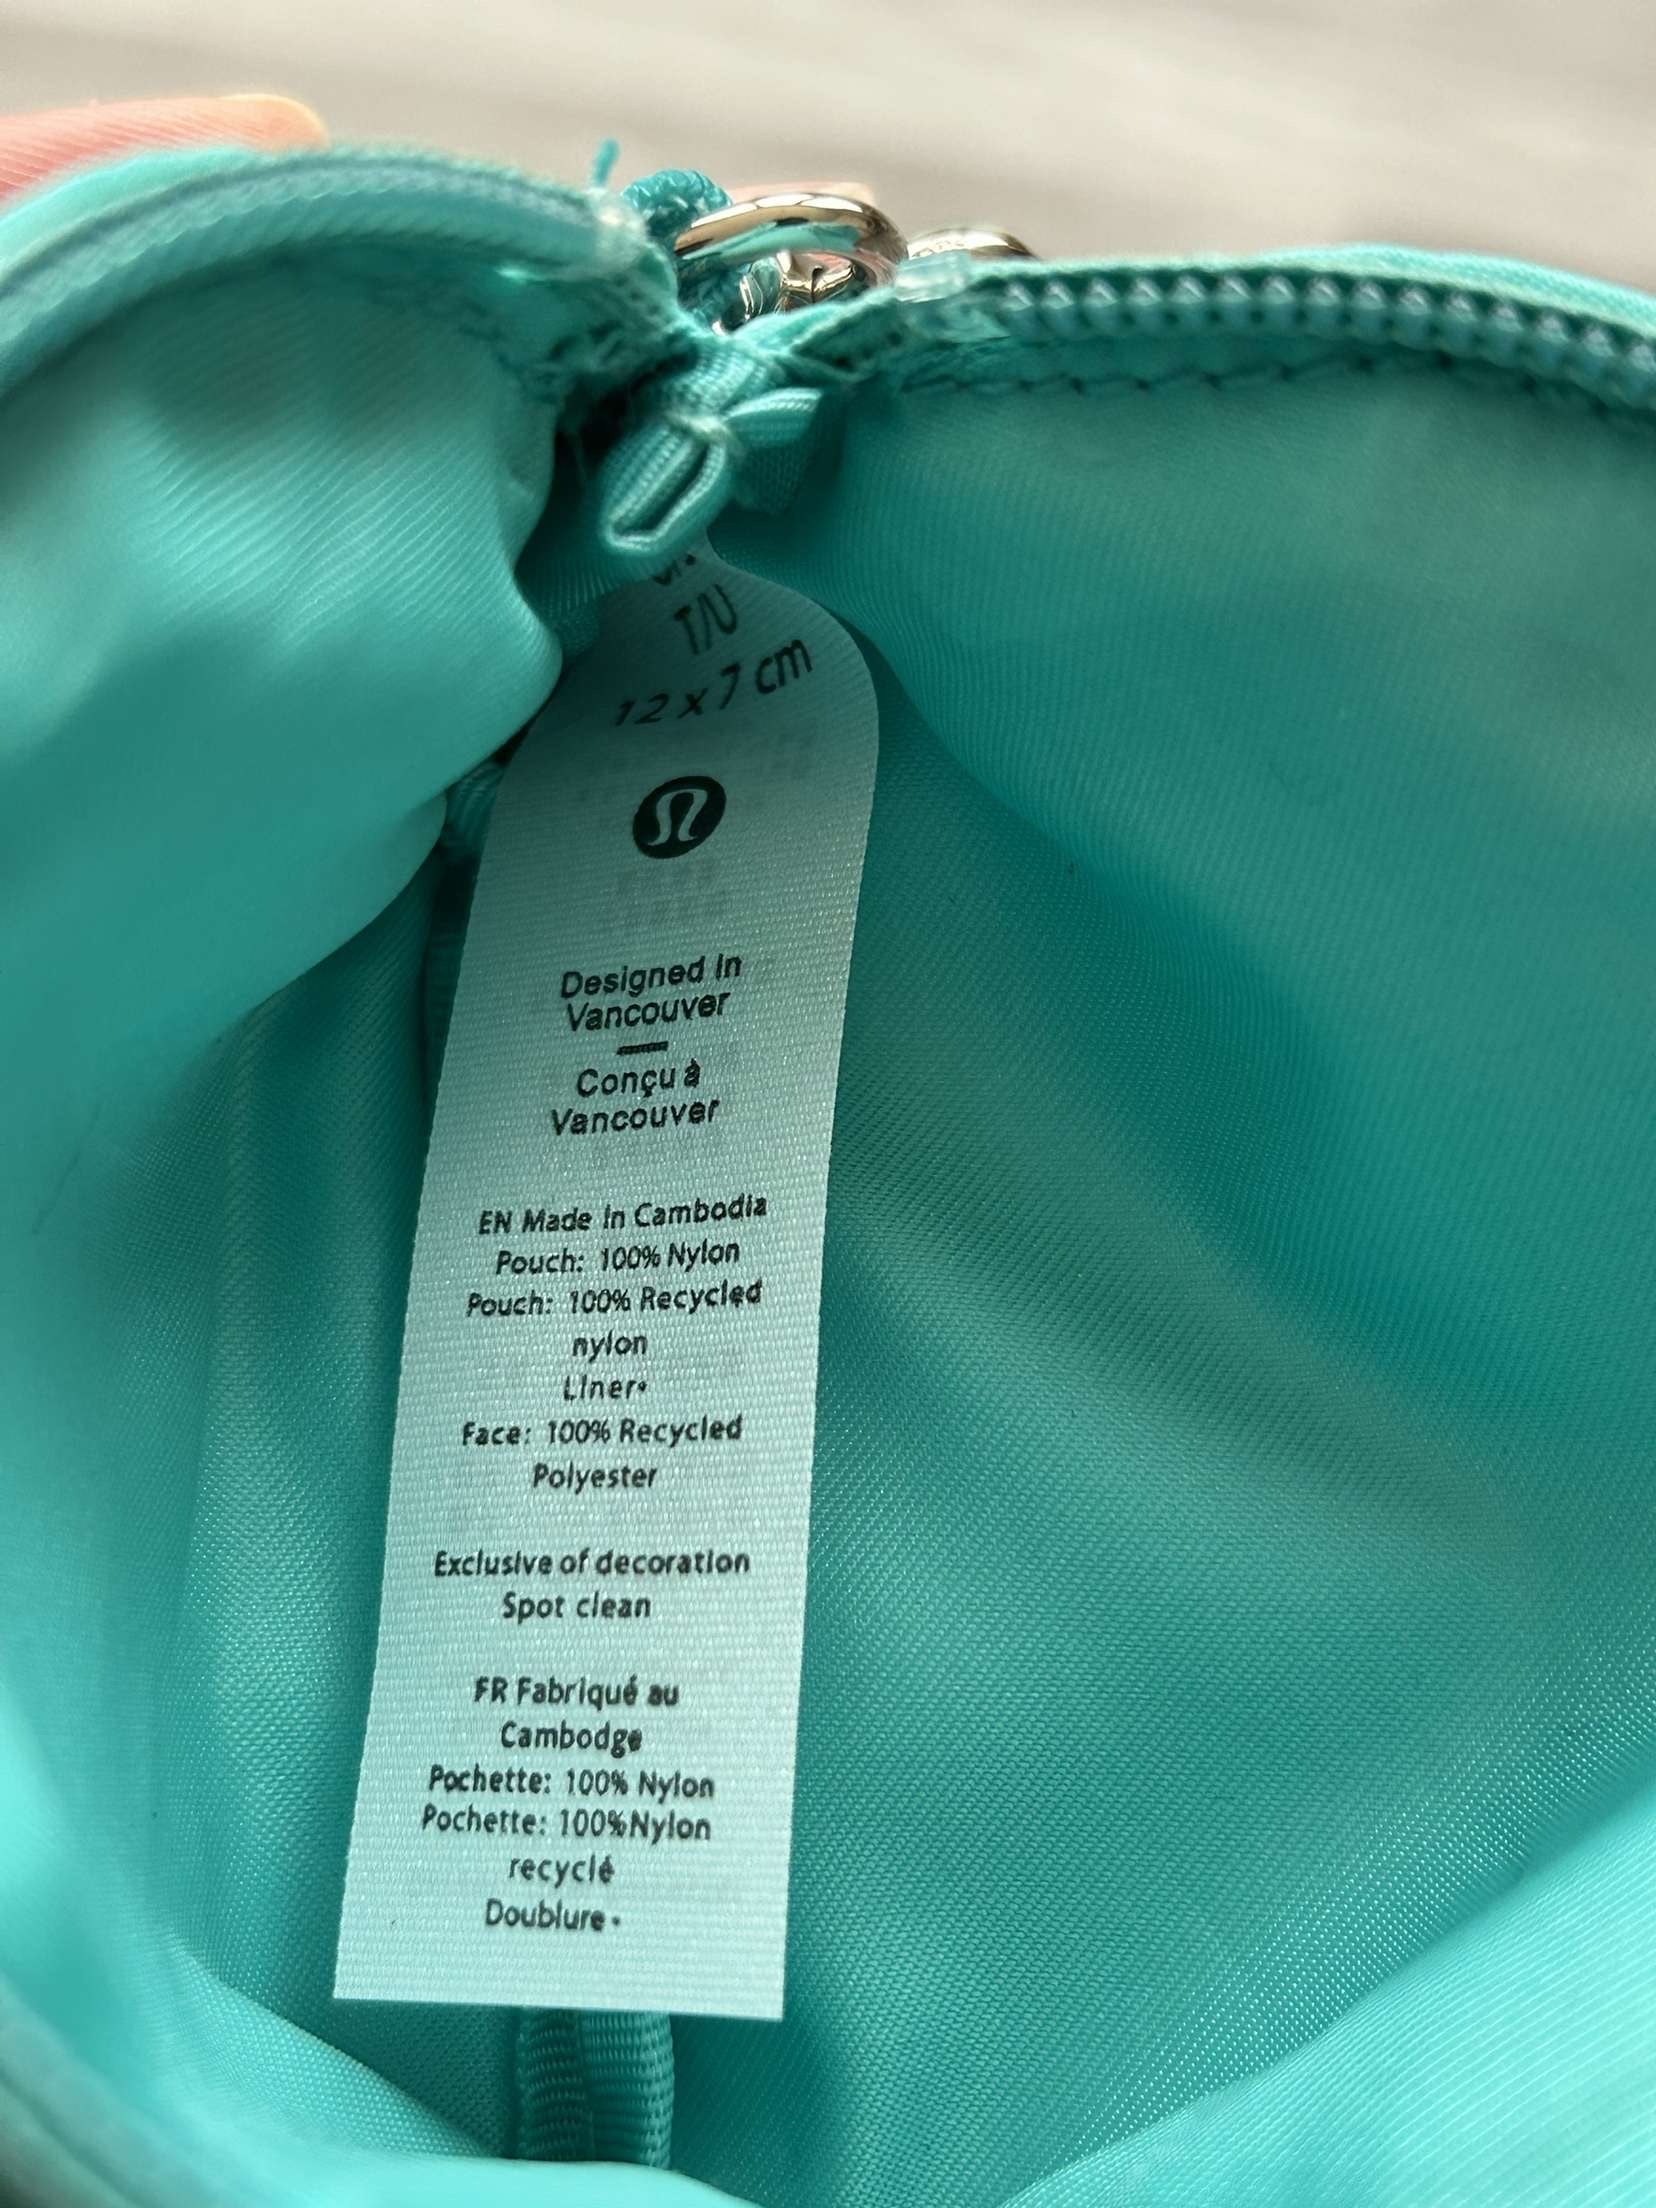 T/U
12 x 7 cm
Designed in
Vancouver
Conçu à
Vancouver
EN Made in Cambodia
Pouch: 100% Nylon
Pouch: 100% Recycled
nylon
Liner•
Face: 100% Recycled
Polyester
Exclusive of decoration
Spot clean
FR Fabriqué au
Cambodge
Pochette: 100% Nylon
Pochette: 100%Nylon
recyclé
Doublure •